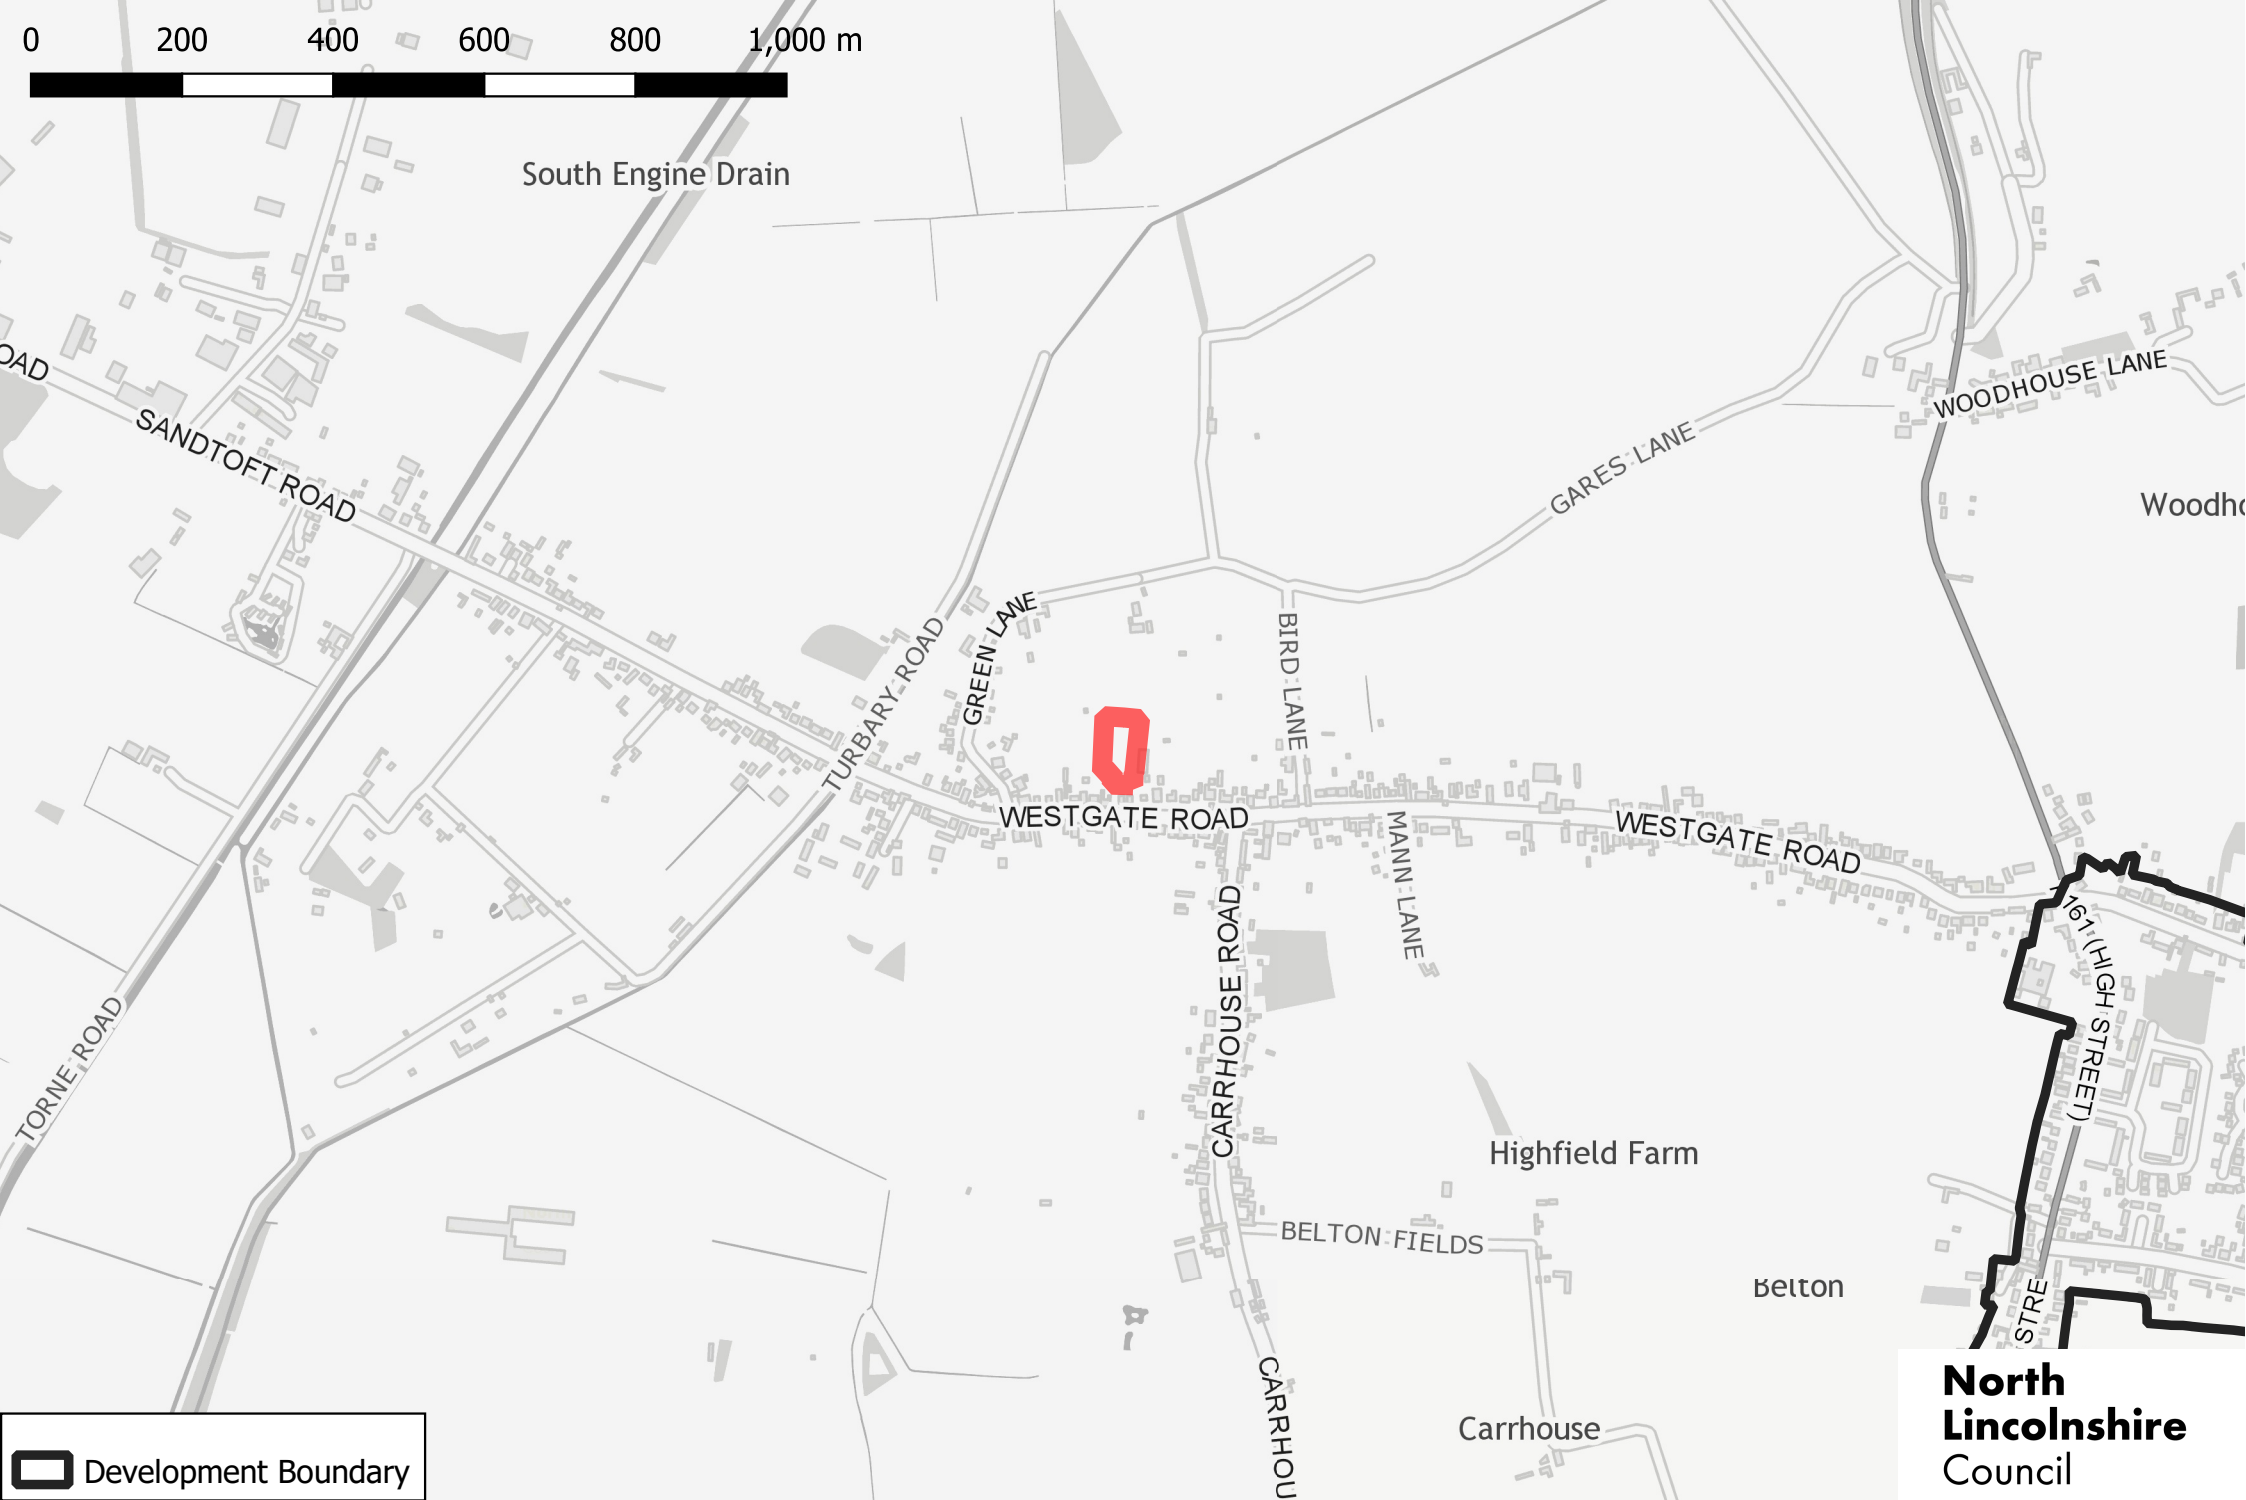 0 200 400 600 800 1,000 m
South Engine Drain
OAD
SANDTOFT ROAD
WOODHOUSE LANE
GARES LANE
GREEN LANE
TURBARY ROAD
BIRD LANE
WESTGATE ROAD
WESTGATE ROAD
MANN LANE
CARRHOUSE ROAD
161 (HIGH STREET)
TORNE ROAD
Highfield Farm
BELTON FIELDS
Belton
STRE
CARRHOU
Carrhouse
Development Boundary
North
Lincolnshire
Council